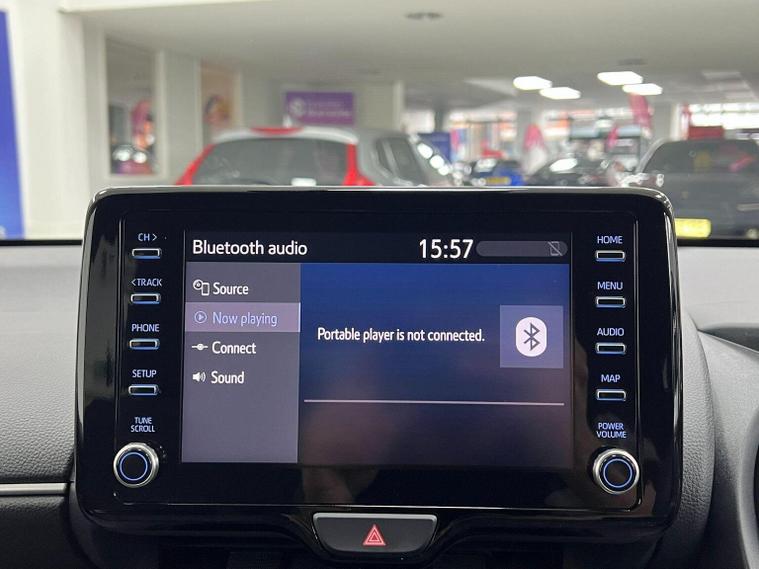 Bluetooth audio 15:57
CH >
< TRACK
PHONE
SETUP
TUNE
SCROLL
Source
Now playing
Connect
Sound
Portable player is not connected.
HOME
MENU
AUDIO
MAP
POWER
VOLUME